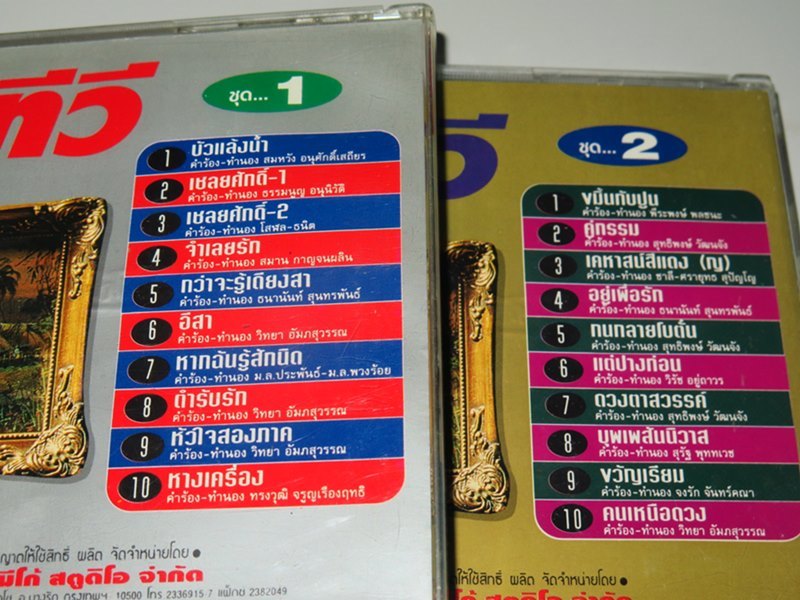 ทีวี
ชุด... 1
1 บัวแล้งน้ำ
คำร้อง-ทำนอง สมหวัง อนุศักดิ์เสถียร
2 เชลยศักดิ์-1
คำร้อง-ทำนอง ธรรมนูญ อนุนิวัติ
3 เชลยศักดิ์-2
คำร้อง-ทำนอง โสฬส-ธนิต
4 จำเลยรัก
คำร้อง-ทำนอง สมาน กาญจนผลิน
5 กว่าจะรู้เดียงสา
คำร้อง-ทำนอง ธนานันท์ สุนทรพันธ์
6 อีสา
คำร้อง-ทำนอง วิทยา อัมภสุวรรณ
7 หากฉันรู้สักนิด
คำร้อง-ทำนอง ม.ล.ประพันธ์-ม.ล.พวงร้อย
8 ตำรับรัก
คำร้อง-ทำนอง วิทยา อัมภสุวรรณ
9 หัวใจสองภาค
คำร้อง-ทำนอง วิทยา อัมภสุวรรณ
10 หางเครื่อง
คำร้อง-ทำนอง ทรงวุฒิ จรูญเรืองฤทธิ์
ญาตให้ใช้สิทธิ์ ผลิต จัดจำหน่ายโดย ●
มีโก้ สตูดิโอ จำกัด
กรุงเทพฯ 10500 โทร 2336915-7 แฟ็กซ์ 2382049
วี
ชุด... 2
1 ขมิ้นกับปูน
คำร้อง-ทำนอง พีระพงษ์ พลชนะ
2 คู่กรรม
คำร้อง-ทำนอง สุทธิพงษ์ วัฒนจัง
3 เคหาสน์สีแดง (ญ)
คำร้อง-ทำนอง ชาลี-ศรายุทธ สุปัญโญ
4 อยู่เพื่อรัก
คำร้อง-ทำนอง ธนานันท์ สุนทรพันธ์
5 ถนนลายโบตั๋น
คำร้อง-ทำนอง สุทธิพงษ์ วัฒนจัง
6 แต่ปางก่อน
คำร้อง-ทำนอง วิรัช อยู่ถาวร
7 ดวงตาสวรรค์
คำร้อง-ทำนอง สุทธิพงษ์ วัฒนจัง
8 บุพเพสันนิวาส
คำร้อง-ทำนอง สุรัฐ พุกกเวช
9 ขวัญเรียม
คำร้อง-ทำนอง จงรัก จันทร์คณา
10 คนเหนือดวง
คำร้อง-ทำนอง วิทยา อัมภสุวรรณ
ให้ใช้สิทธิ์ ผลิต จัดจำหน่ายโดย ●
โก้ สตูดิโอ จำกัด